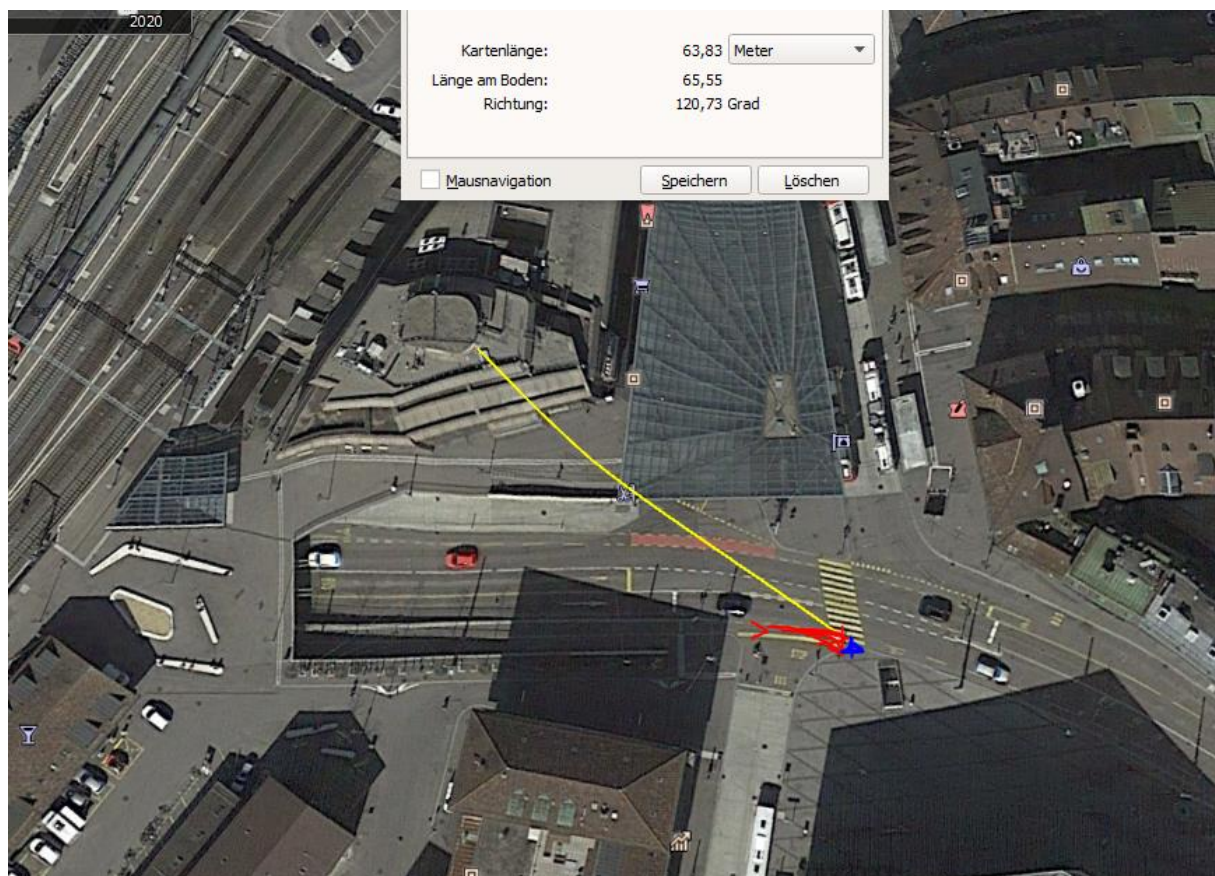 2020
Kartenlänge: 63,83 Meter
Länge am Boden: 65,55
Richtung: 120,73 Grad
Mausnavigation Speichern Löschen